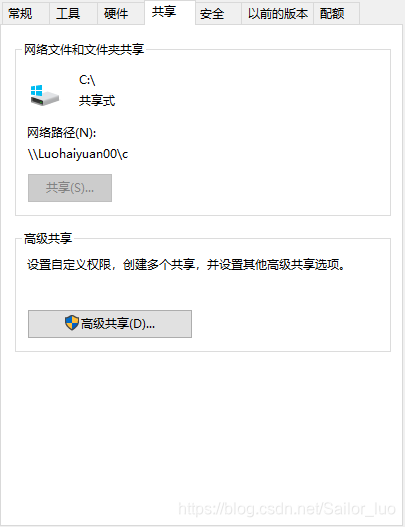 常规 工具 硬件 共享 安全 以前的版本 配额
网络文件和文件夹共享
C:\
共享式
网络路径(N):
\\Luohaiyuan00\c
共享(S)...
高级共享
设置自定义权限，创建多个共享，并设置其他高级共享选项。
高级共享(D)...
https://blog.csdn.net/Sailor_luo